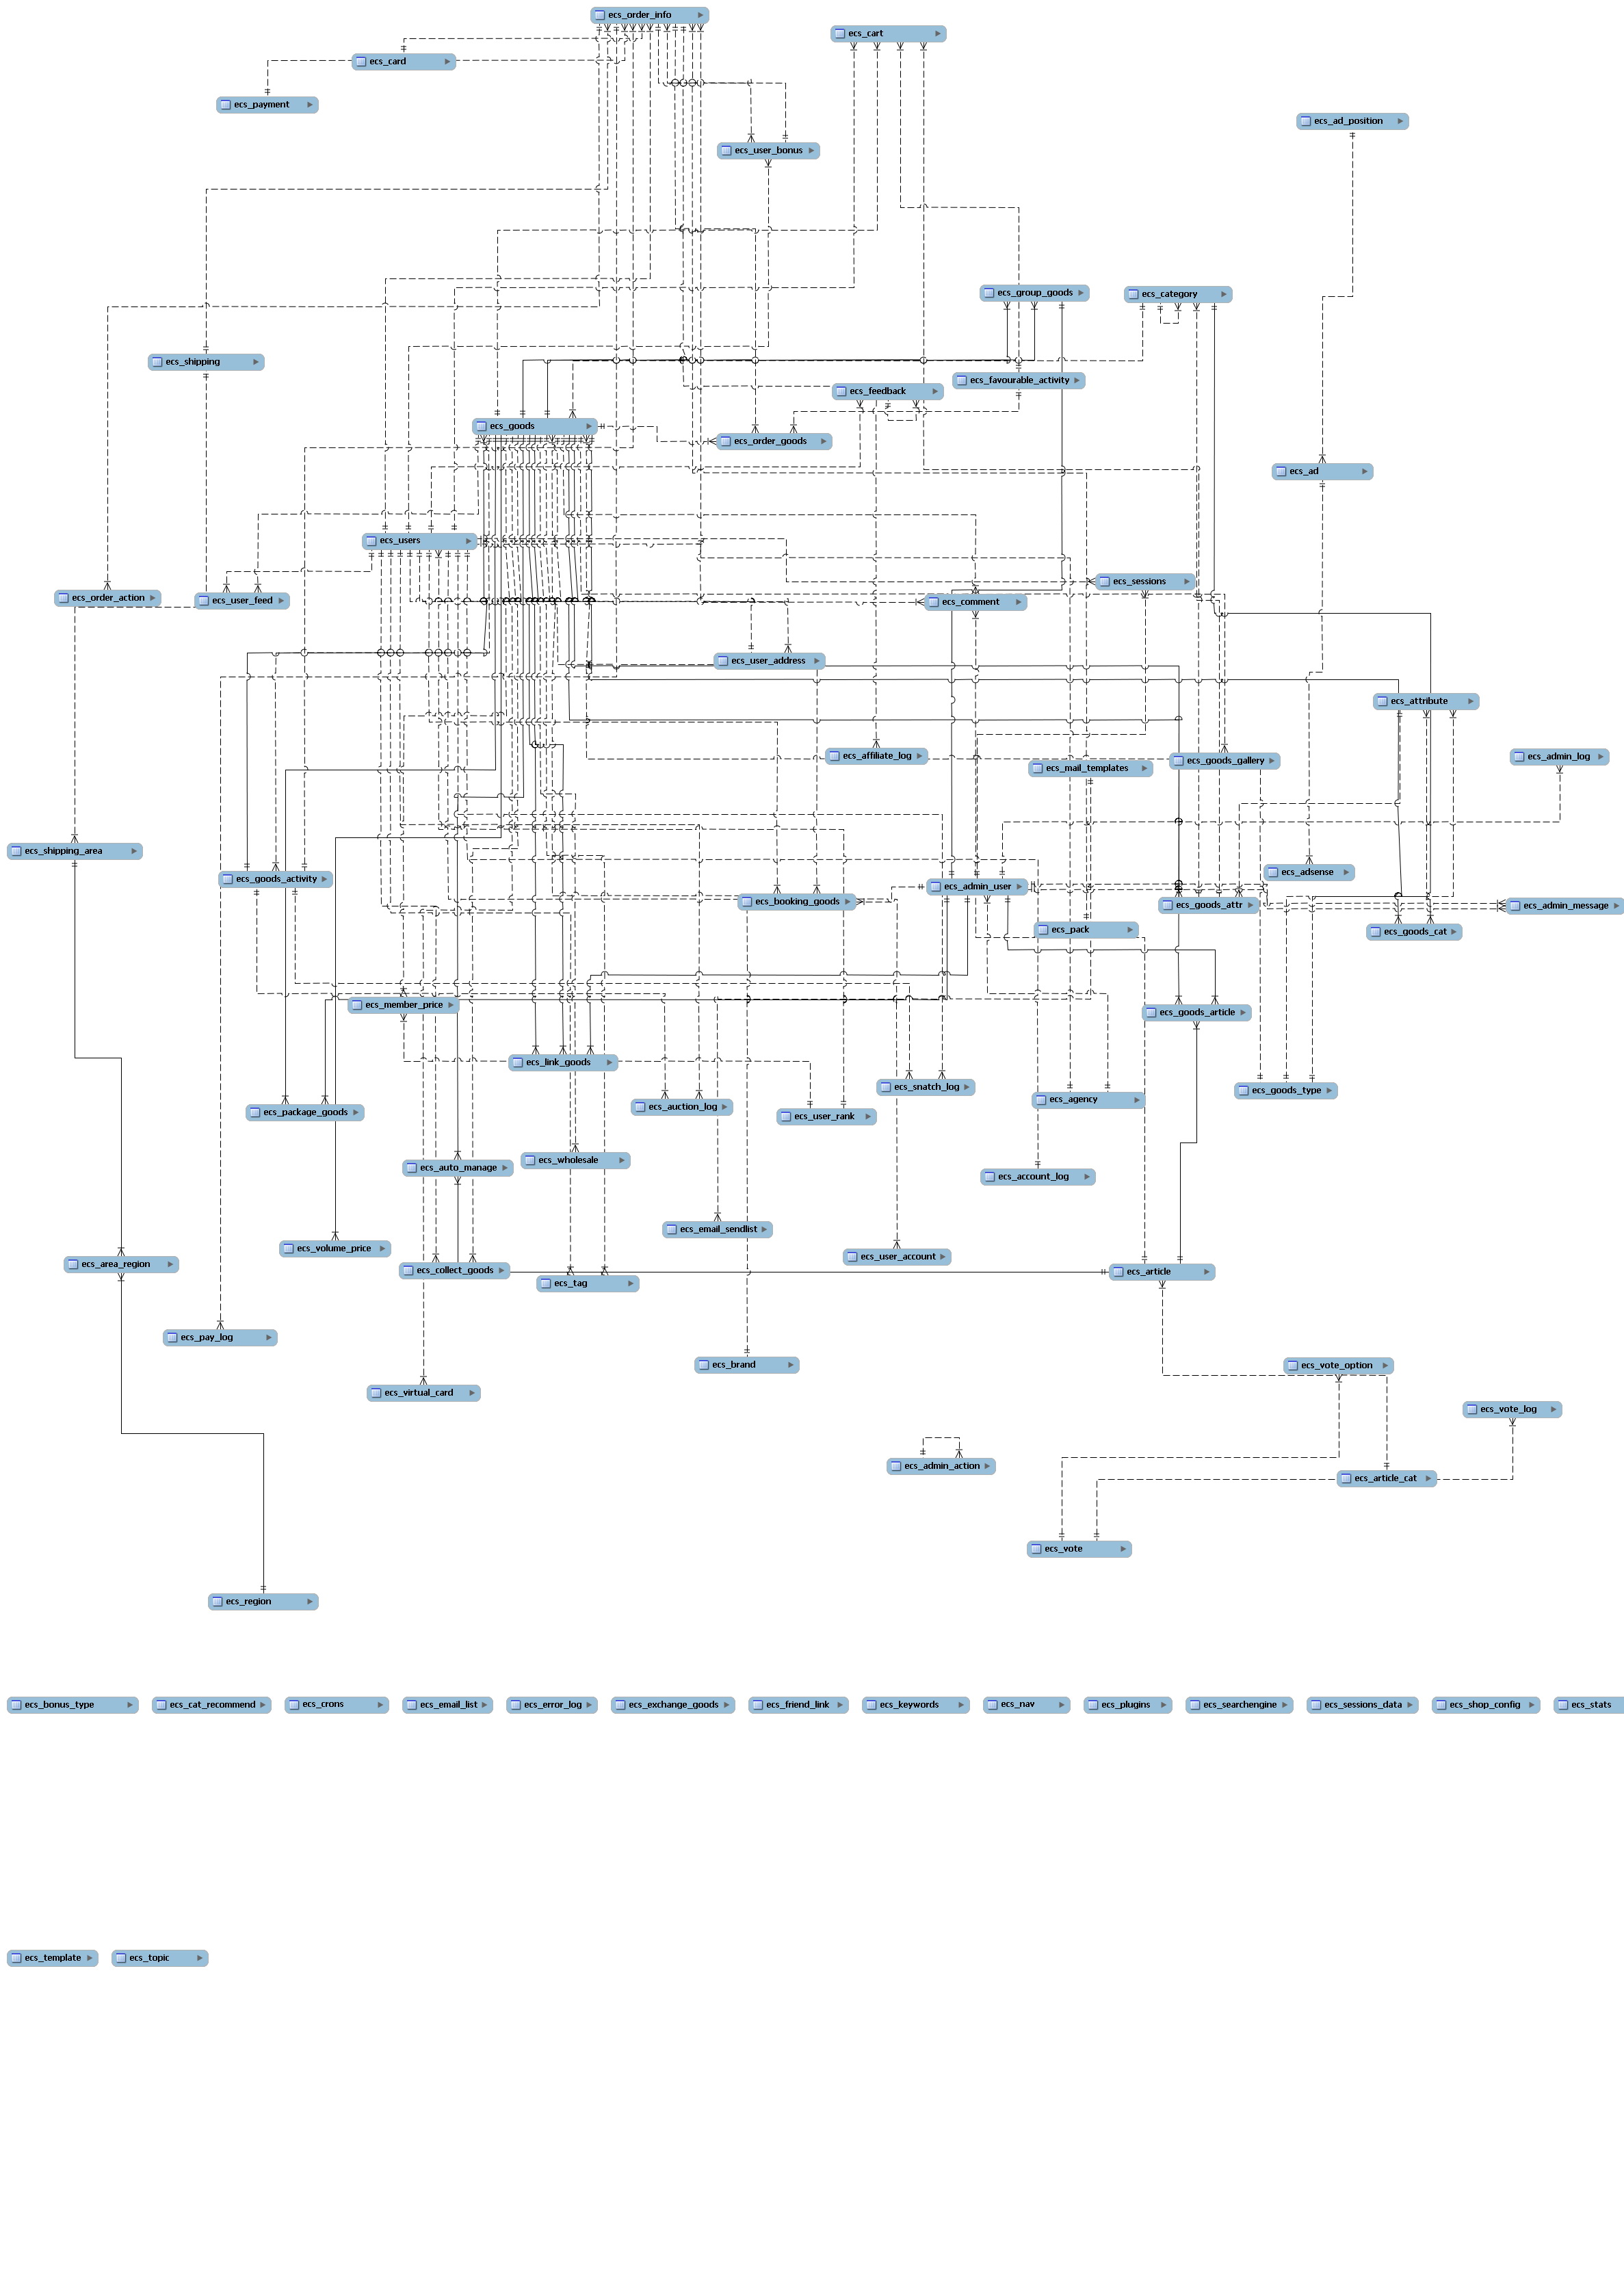 ecs_order_info
ecs_cart
ecs_card
ecs_payment
ecs_ad_position
ecs_user_bonus
ecs_group_goods
ecs_category
ecs_shipping
ecs_favourable_activity
ecs_feedback
ecs_goods
ecs_order_goods
ecs_ad
ecs_users
ecs_sessions
ecs_order_action
ecs_user_feed
ecs_comment
ecs_user_address
ecs_attribute
ecs_affiliate_log
ecs_admin_log
ecs_goods_gallery
ecs_mail_templates
ecs_shipping_area
ecs_adsense
ecs_goods_activity
ecs_admin_user
ecs_booking_goods
ecs_goods_attr
ecs_admin_message
ecs_pack
ecs_goods_cat
ecs_member_price
ecs_goods_article
ecs_link_goods
ecs_snatch_log
ecs_goods_type
ecs_agency
ecs_auction_log
ecs_package_goods
ecs_user_rank
ecs_wholesale
ecs_auto_manage
ecs_account_log
ecs_email_sendlist
ecs_volume_price
ecs_user_account
ecs_area_region
ecs_collect_goods
ecs_article
ecs_tag
ecs_pay_log
ecs_brand
ecs_vote_option
ecs_virtual_card
ecs_vote_log
ecs_admin_action
ecs_article_cat
ecs_vote
ecs_region
ecs_bonus_type
ecs_cat_recommend
ecs_crons
ecs_email_list
ecs_error_log
ecs_exchange_goods
ecs_friend_link
ecs_keywords
ecs_nav
ecs_plugins
ecs_searchengine
ecs_sessions_data
ecs_shop_config
ecs_stats
ecs_template
ecs_topic